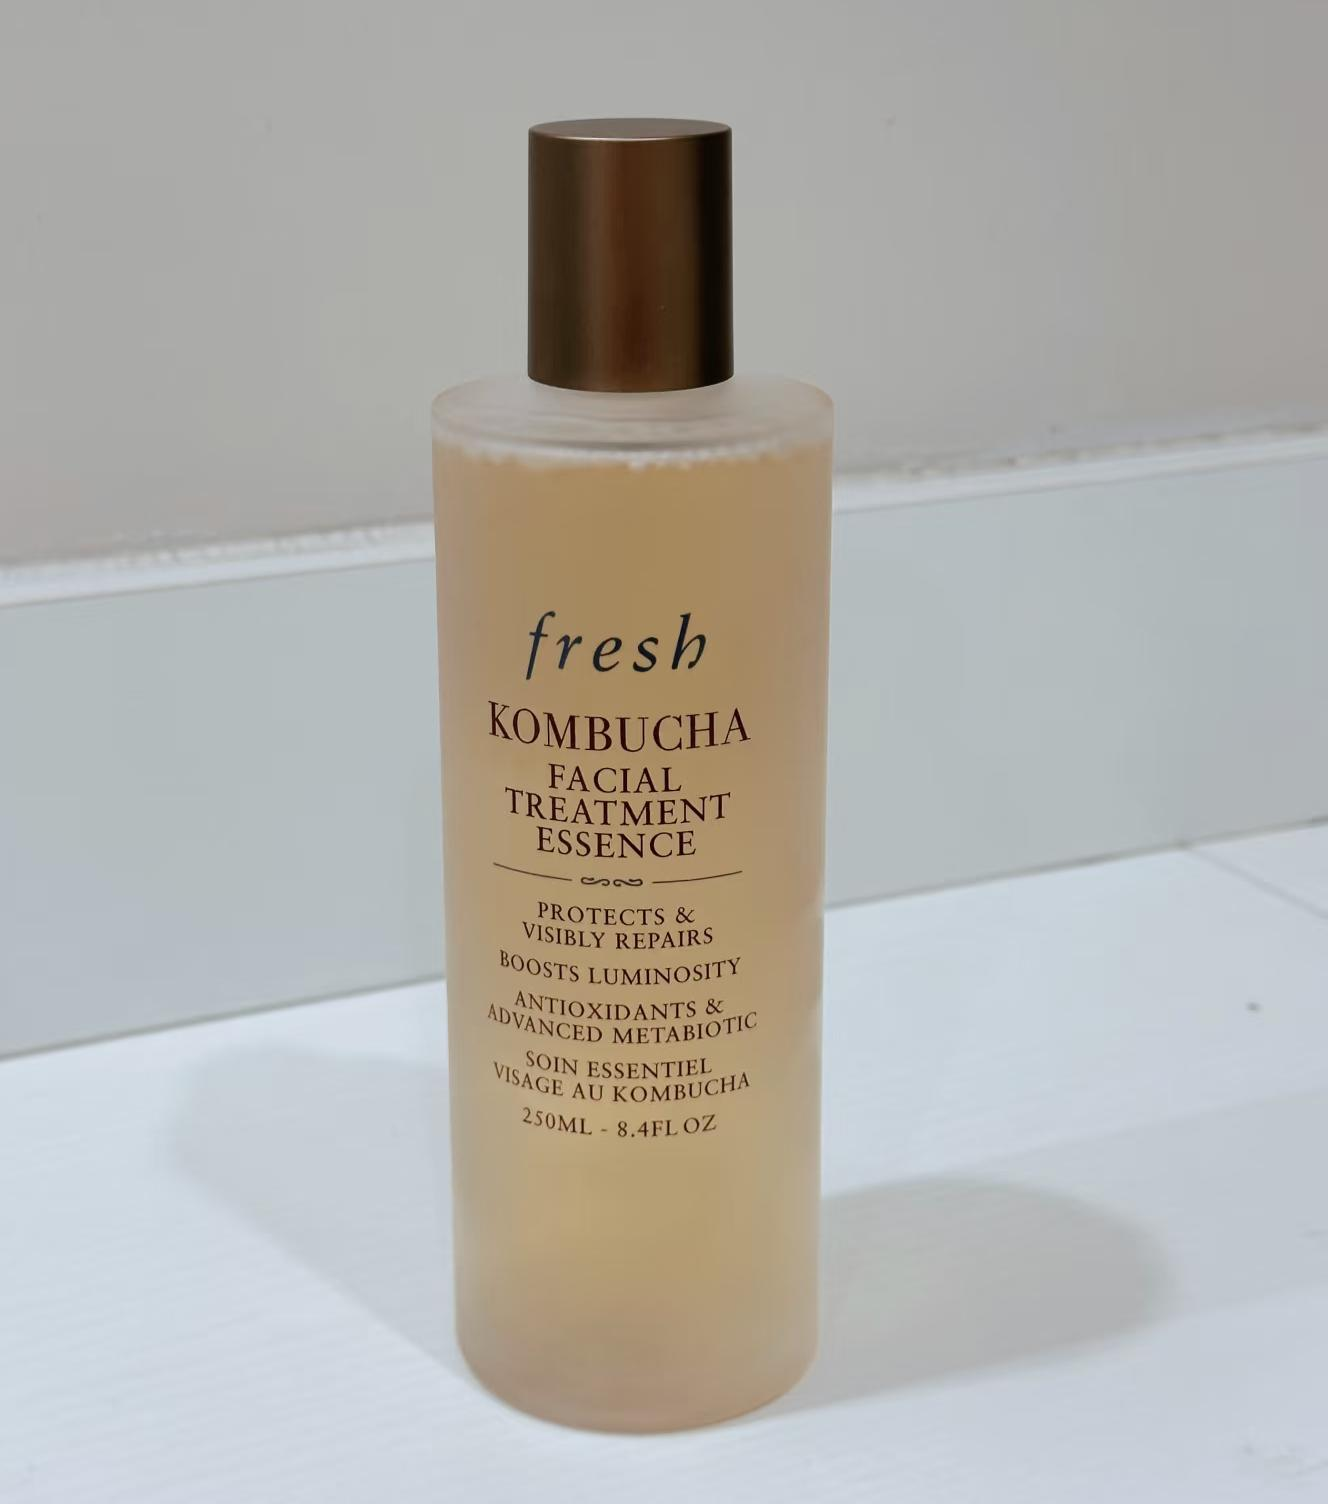 fresh
KOMBUCHA
FACIAL
TREATMENT
ESSENCE
PROTECTS &
VISIBLY REPAIRS
BOOSTS LUMINOSITY
ANTIOXIDANTS &
ADVANCED METABIOTIC
SOIN ESSENTIEL
VISAGE AU KOMBUCHA
250ML - 8.4FL OZ